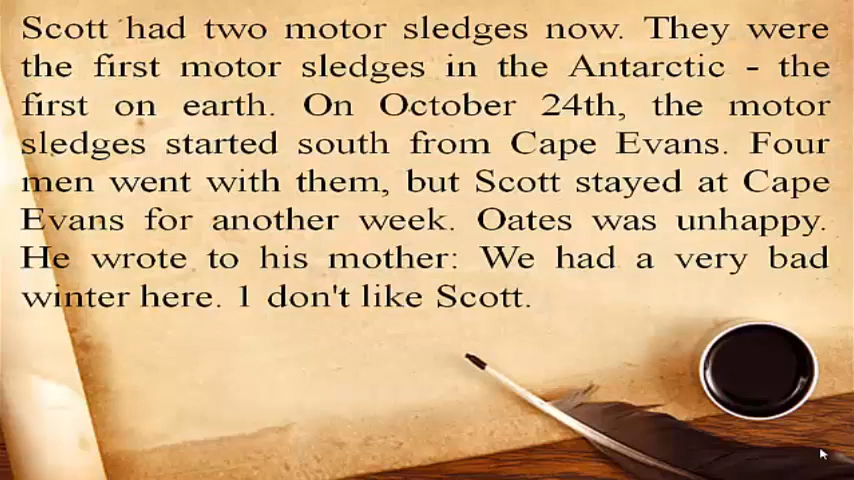 Scott had two motor sledges now. They were
the first motor sledges in the Antarctic - the
first on earth. On October 24th, the motor
sledges started south from Cape Evans. Four
men went with them, but Scott stayed at Cape
Evans for another week. Oates was unhappy.
He wrote to his mother: We had a very bad
winter here. 1 don't like Scott.